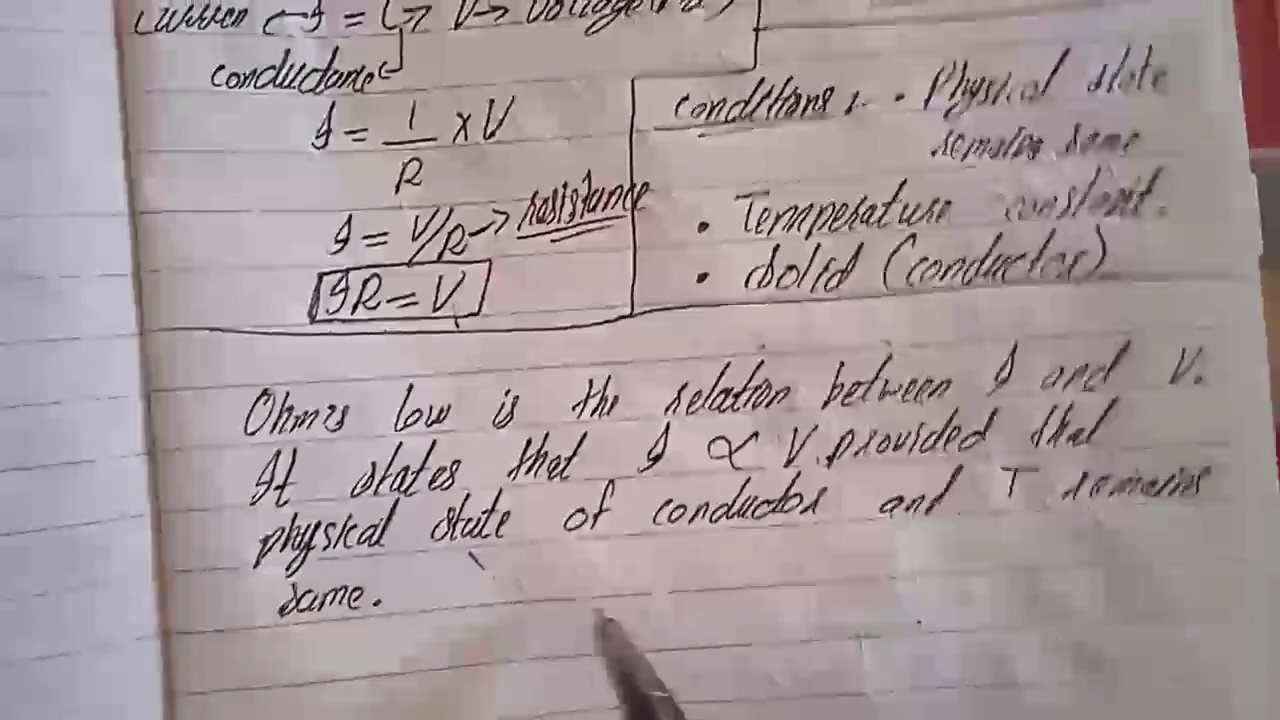 conductance
I = 1/R x V
I = V/R -> resistance
IR = V
conditions :- • Physical state
remains same
• Temperature constant.
• Solid (conductor)
Ohm's low is the relation between I and V.
It states that I ∝ V. provided that
physical state of conductor and T remains
same.